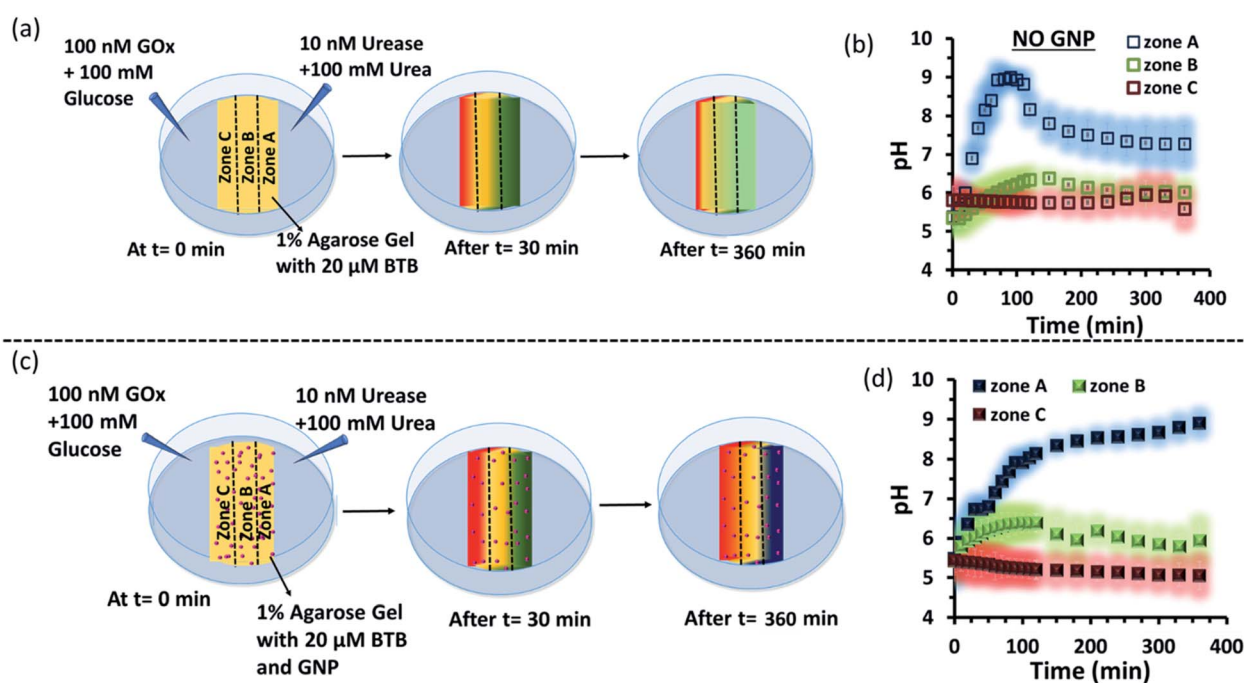 (a)
100 nM GOx
+ 100 mM
Glucose
10 nM Urease
+100 mM Urea
Zone C
Zone B
Zone A
At t= 0 min
1% Agarose Gel
with 20 µM BTB
After t= 30 min
After t= 360 min
(b)
NO GNP
zone A
zone B
zone C
pH
10
9
8
7
6
5
4
0
100
200
300
400
Time (min)
(c)
100 nM GOx
+100 mM
Glucose
10 nM Urease
+100 mM Urea
Zone C
Zone B
Zone A
At t= 0 min
1% Agarose Gel
with 20 µM BTB
and GNP
After t= 30 min
After t= 360 min
(d)
zone A
zone B
zone C
pH
10
9
8
7
6
5
4
0
100
200
300
400
Time (min)